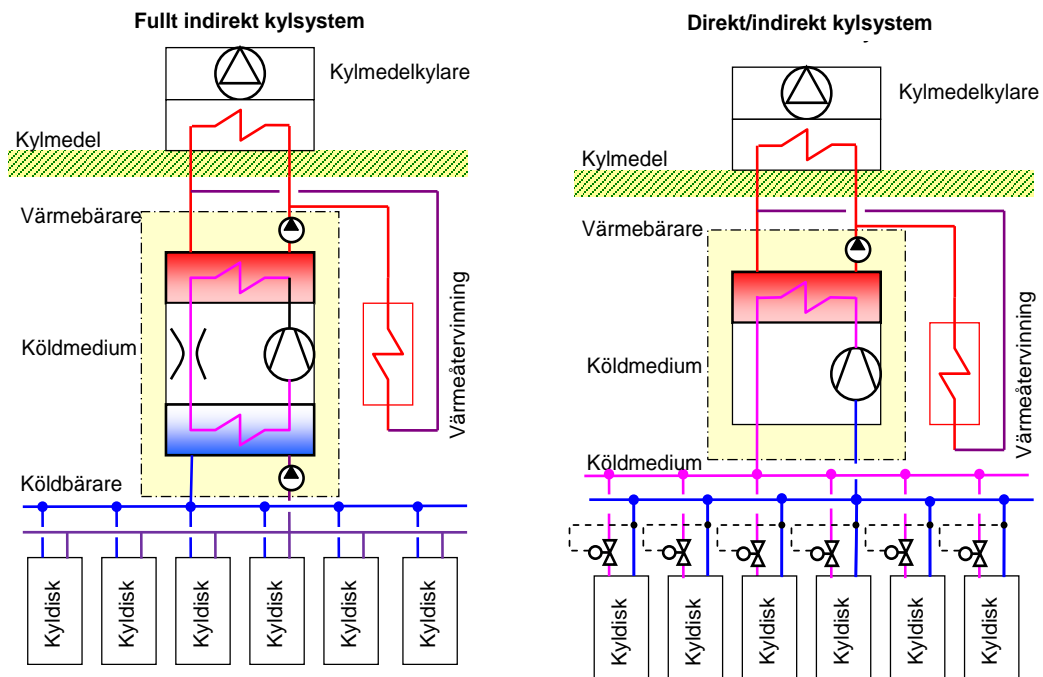 Fullt indirekt kylsystem
Kylmedelkylare
Kylmedel
Värmebärare
Köldmedium
Värmeåtervinning
Köldbärare
Kyldisk
Kyldisk
Kyldisk
Kyldisk
Kyldisk
Kyldisk
Direkt/indirekt kylsystem
Kylmedelkylare
Kylmedel
Värmebärare
Köldmedium
Värmeåtervinning
Köldmedium
Kyldisk
Kyldisk
Kyldisk
Kyldisk
Kyldisk
Kyldisk